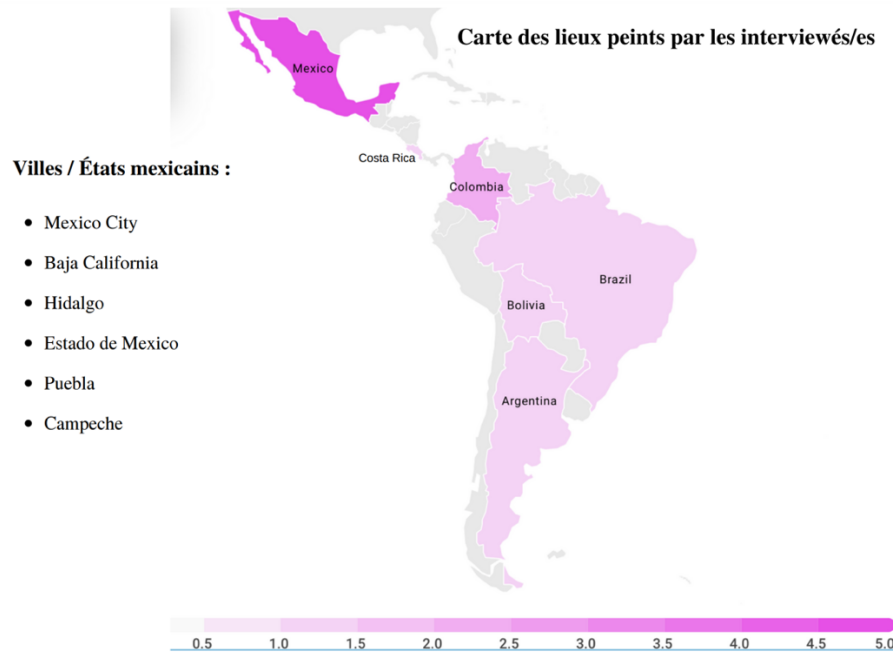 Carte des lieux peints par les interviewés/es
Mexico
Costa Rica
Colombia
Brazil
Bolivia
Argentina
Villes / États mexicains :
Mexico City
Baja California
Hidalgo
Estado de Mexico
Puebla
Campeche
0.5 1.0 1.5 2.0 2.5 3.0 3.5 4.0 4.5 5.0